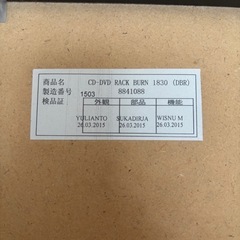 商品名 CD-DVD RACK BURN 1830 (DBR)
製造番号 1503 8841088
検品証 外観 部品 機能
YULIANTO SUKADIRJA WISNU M
26.03.2015 26.03.2015 26.03.2015